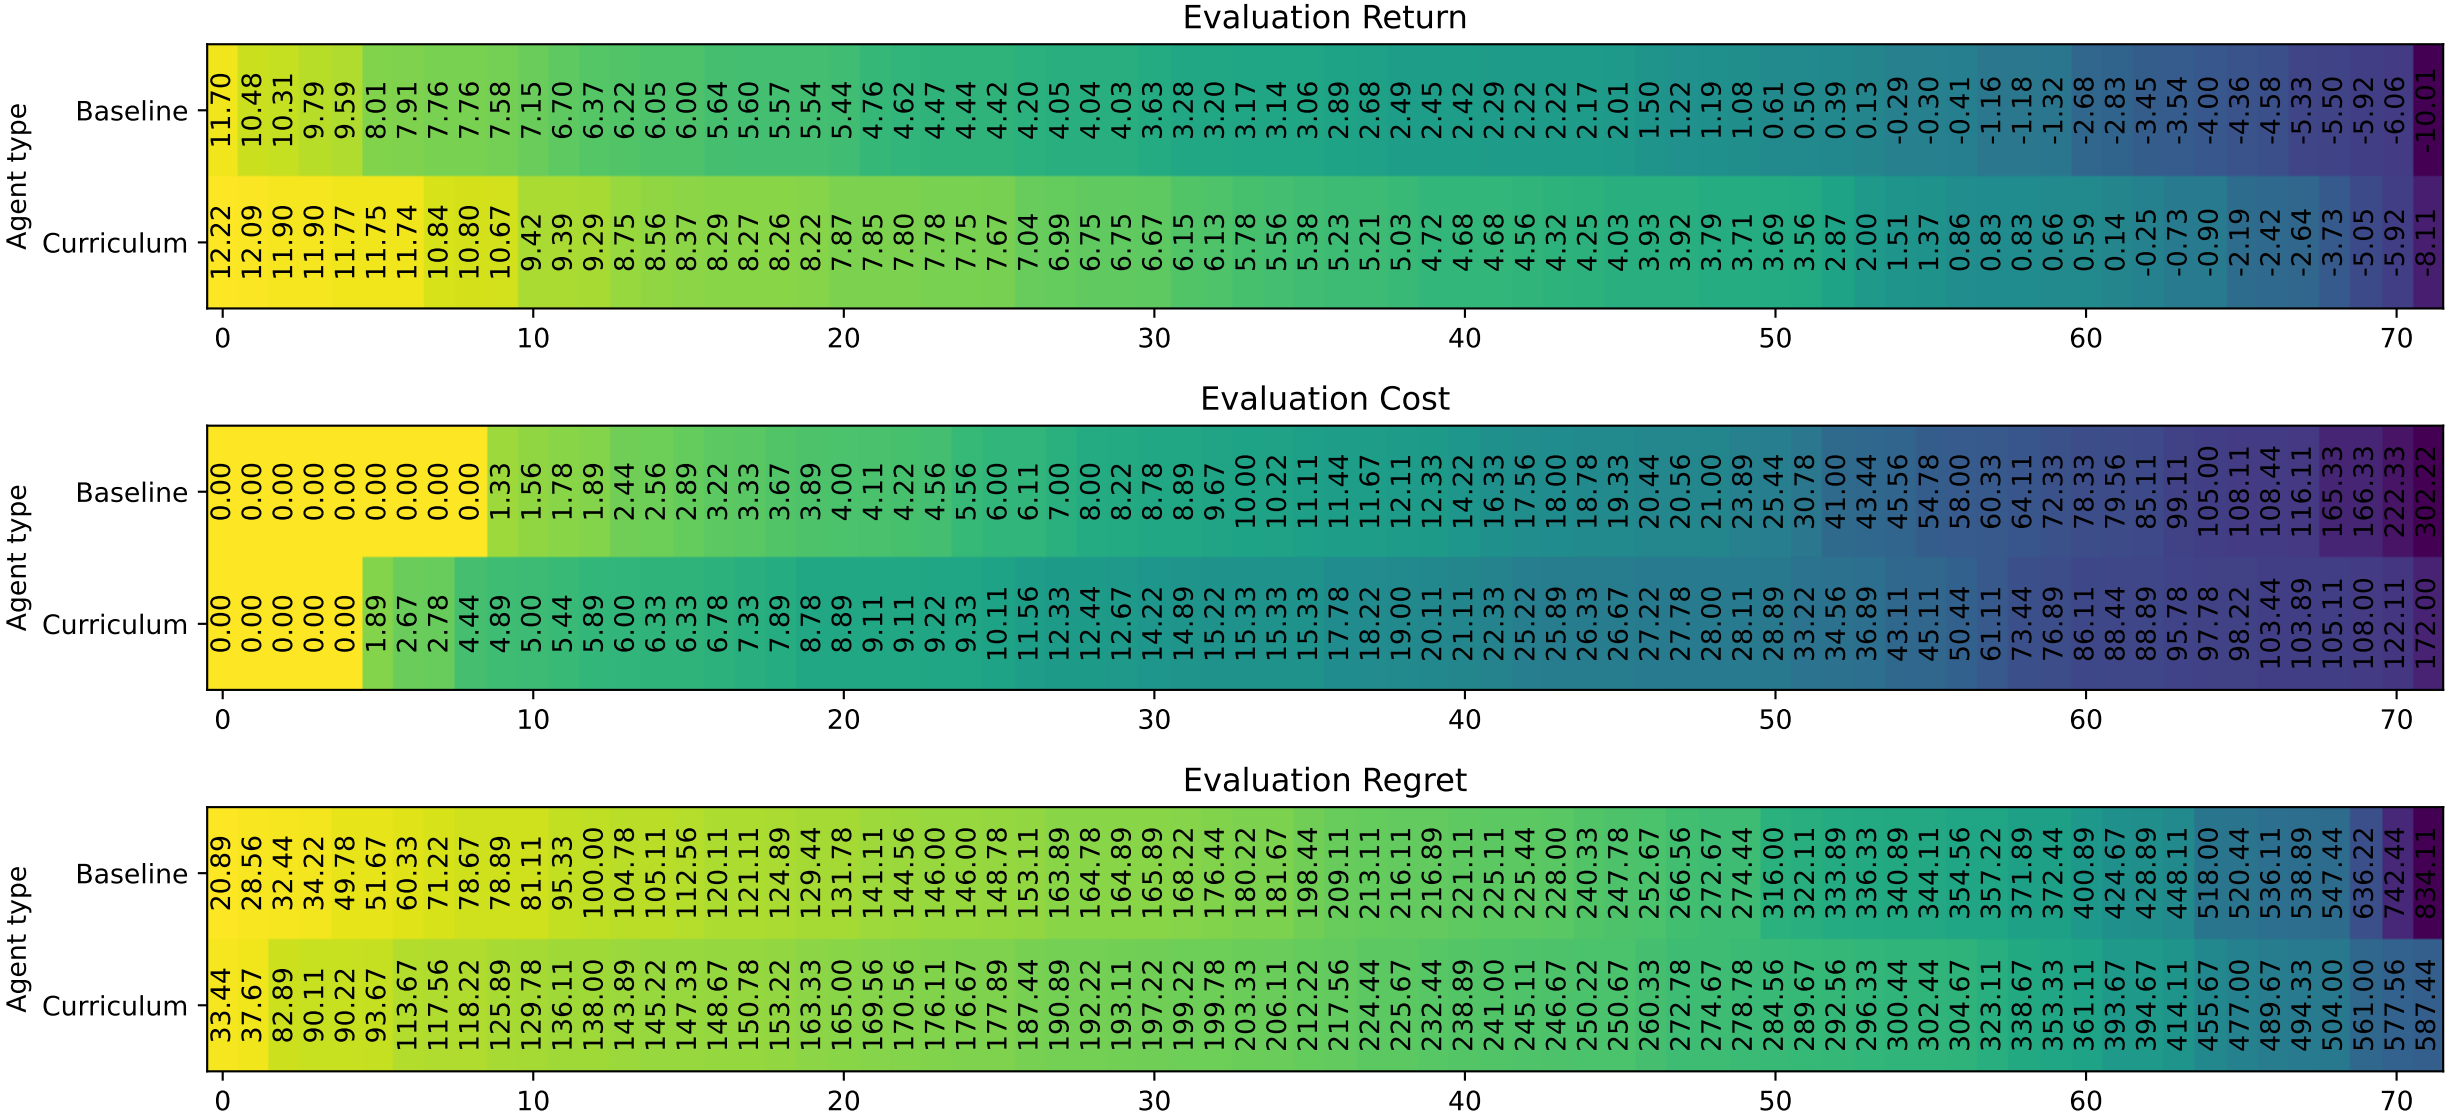 Evaluation Return
Agent type
Baseline
11.70 10.48 10.31 9.79 9.59 8.01 7.91 7.76 7.76 7.58 7.15 6.70 6.37 6.22 6.05 6.00 5.64 5.60 5.57 5.54 5.44 4.76 4.62 4.47 4.44 4.42 4.20 4.05 4.04 4.03 3.63 3.28 3.20 3.17 3.14 3.06 2.89 2.68 2.49 2.45 2.42 2.29 2.22 2.22 2.17 2.01 1.50 1.22 1.19 1.08 0.61 0.50 0.39 0.13 -0.29 -0.30 -0.41 -1.16 -1.18 -1.32 -2.68 -2.83 -3.45 -3.54 -4.00 -4.36 -4.58 -5.33 -5.50 -5.92 -6.06 -10.01
Curriculum
12.22 12.09 11.90 11.90 11.77 11.75 11.74 10.84 10.80 10.67 9.42 9.39 9.29 8.75 8.56 8.37 8.29 8.27 8.26 8.22 7.87 7.85 7.80 7.78 7.75 7.67 7.04 6.99 6.75 6.75 6.67 6.15 6.13 5.78 5.56 5.38 5.23 5.21 5.03 4.72 4.68 4.68 4.56 4.32 4.25 4.03 3.93 3.92 3.79 3.71 3.69 3.56 2.87 2.00 1.51 1.37 0.86 0.83 0.83 0.66 0.59 0.14 -0.25 -0.73 -0.90 -2.19 -2.42 -2.64 -3.73 -5.05 -5.92 -8.11
0 10 20 30 40 50 60 70
Evaluation Cost
Agent type
Baseline
0.00 0.00 0.00 0.00 0.00 0.00 0.00 0.00 0.00 1.33 1.56 1.78 1.89 2.44 2.56 2.89 3.22 3.33 3.67 3.89 4.00 4.11 4.22 4.56 5.56 6.00 6.11 7.00 8.00 8.22 8.78 8.89 9.67 10.00 10.22 11.11 11.44 11.67 12.11 12.33 14.22 16.33 17.56 18.00 18.78 19.33 20.44 20.56 21.00 23.89 25.44 30.78 41.00 43.44 45.56 54.78 58.00 60.33 64.11 72.33 78.33 79.56 85.11 99.11 105.00 108.11 108.44 116.11 165.33 166.33 222.33 302.22
Curriculum
0.00 0.00 0.00 0.00 0.00 1.89 2.67 2.78 4.44 4.89 5.00 5.44 5.89 6.00 6.33 6.33 6.78 7.33 7.89 8.78 8.89 9.11 9.11 9.22 9.33 10.11 11.56 12.33 12.44 12.67 14.22 14.89 15.22 15.33 15.33 15.33 17.78 18.22 19.00 20.11 21.11 22.33 25.22 25.89 26.33 26.67 27.22 27.78 28.00 28.11 28.89 33.22 34.56 36.89 43.11 45.11 50.44 61.11 73.44 76.89 86.11 88.44 88.89 95.78 97.78 98.22 103.44 103.89 105.11 108.00 122.11 172.00
0 10 20 30 40 50 60 70
Evaluation Regret
Agent type
Baseline
20.89 28.56 32.44 34.22 49.78 51.67 60.33 71.22 78.67 78.89 81.11 95.33 100.00 104.78 105.11 112.56 120.11 121.11 124.89 129.44 131.78 141.11 144.56 146.00 146.00 148.78 153.11 163.89 164.78 164.89 165.89 168.22 176.44 180.22 181.67 198.44 209.11 213.11 216.11 216.89 221.11 225.11 225.44 228.00 240.33 247.78 252.67 266.56 272.67 274.44 316.00 322.11 333.89 336.33 340.89 344.11 354.56 357.22 371.89 372.44 400.89 424.67 428.89 448.11 518.00 520.44 536.11 538.89 547.44 636.22 742.44 834.11
Curriculum
33.44 37.67 82.89 90.11 90.22 93.67 113.67 117.56 118.22 125.89 129.78 136.11 138.00 143.89 145.22 147.33 148.67 150.78 153.22 163.33 165.00 169.56 170.56 176.11 176.67 177.89 187.44 190.89 192.22 193.11 197.22 199.22 199.78 203.33 206.11 212.22 217.56 224.44 225.67 232.44 238.89 241.00 245.11 246.67 250.22 250.67 260.33 272.78 274.67 278.78 284.56 289.67 292.56 296.33 300.44 302.44 304.67 323.11 338.67 353.33 361.11 393.67 394.67 414.11 455.67 477.00 489.67 494.33 504.00 561.00 577.56 587.44
0 10 20 30 40 50 60 70